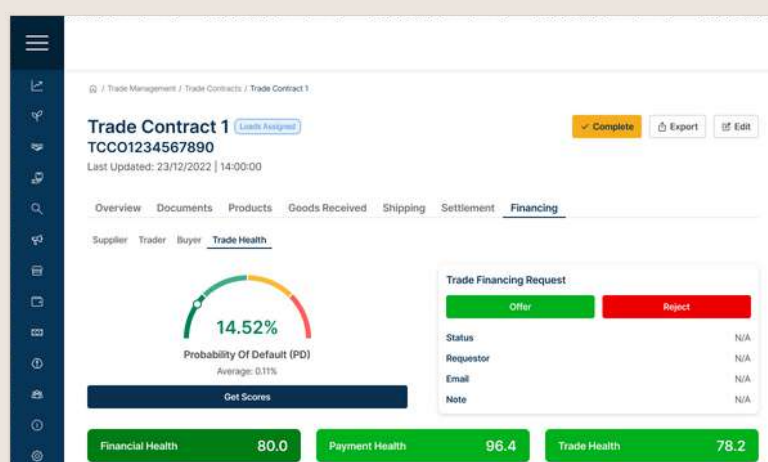 / Trade Management / Trade Contracts / Trade Contract 1
Trade Contract 1 Loads Assigned
TCCO1234567890
Last Updated: 23/12/2022 | 14:00:00
Complete Export Edit
Overview Documents Products Goods Received Shipping Settlement Financing
Supplier Trader Buyer Trade Health
14.52%
Probability Of Default (PD)
Average: 0.11%
Get Scores
Trade Financing Request
Offer Reject
Status N/A
Requestor N/A
Email N/A
Note N/A
Financial Health 80.0 Payment Health 96.4 Trade Health 78.2